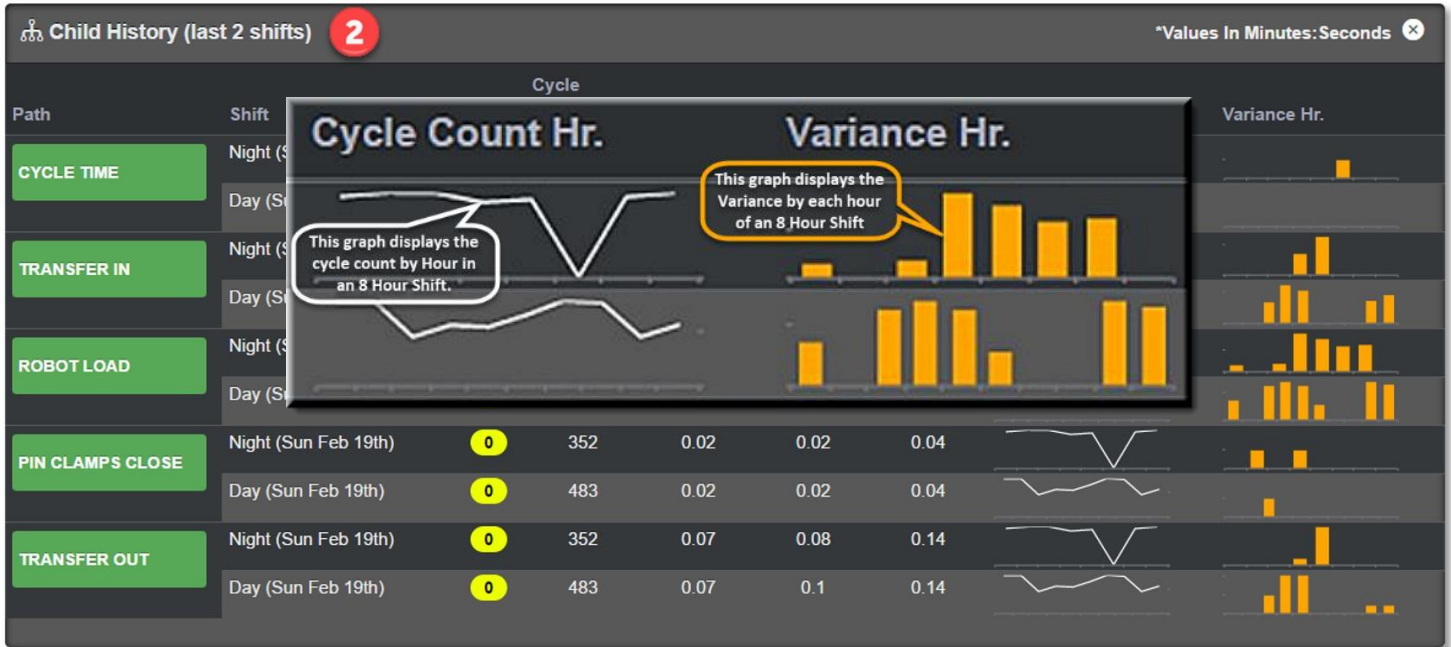 Child History (last 2 shifts) 2 *Values In Minutes:Seconds
Cycle
Path Shift Variance Hr.
Cycle Count Hr. Variance Hr.
CYCLE TIME Night (S
Day (Su
This graph displays the
Variance by each hour
of an 8 Hour Shift
This graph displays the
cycle count by Hour in
an 8 Hour Shift.
TRANSFER IN Night (S
Day (Su
ROBOT LOAD Night (S
Day (Su
PIN CLAMPS CLOSE Night (Sun Feb 19th) 0 352 0.02 0.02 0.04
Day (Sun Feb 19th) 0 483 0.02 0.02 0.04
TRANSFER OUT Night (Sun Feb 19th) 0 352 0.07 0.08 0.14
Day (Sun Feb 19th) 0 483 0.07 0.1 0.14